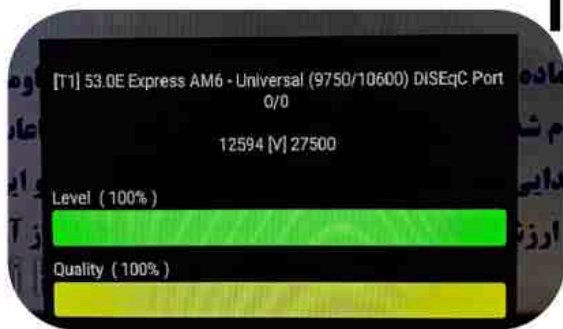 [T1] 53.0E Express AM6 - Universal (9750/10600) DiSEqC Port
0/0
12594 [V] 27500
Level ( 100% )
Quality ( 100% )